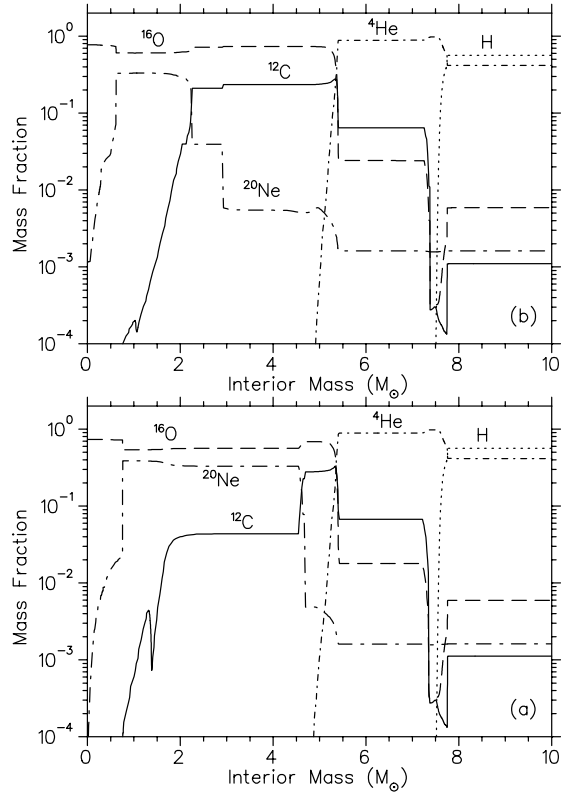 10⁰
10⁻¹
10⁻²
10⁻³
10⁻⁴
Mass Fraction
¹⁶O
¹²C
²⁰Ne
⁴He
H
(b)
0 2 4 6 8 10
Interior Mass (M☉)
10⁰
10⁻¹
10⁻²
10⁻³
10⁻⁴
Mass Fraction
¹⁶O
²⁰Ne
¹²C
⁴He
H
(a)
0 2 4 6 8 10
Interior Mass (M☉)